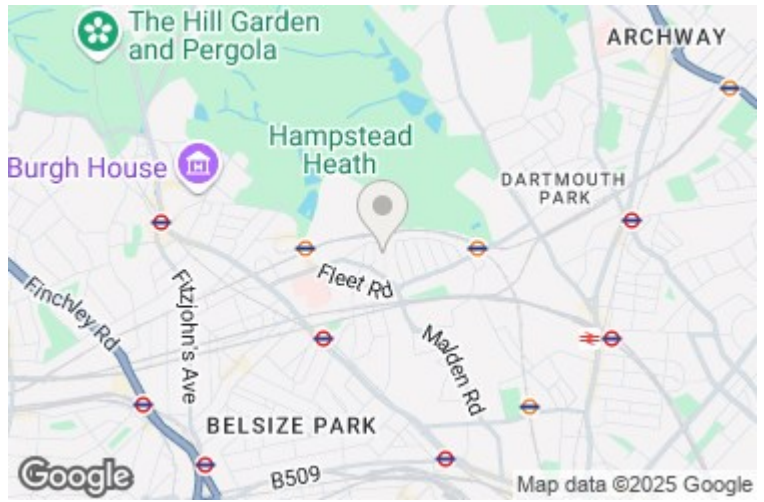 The Hill Garden
and Pergola
ARCHWAY
Hampstead
Heath
Burgh House
DARTMOUTH
PARK
Fleet Rd
Finchley Rd
Fitzjohn's Ave
Malden Rd
BELSIZE PARK
B509
Google
Map data ©2025 Google